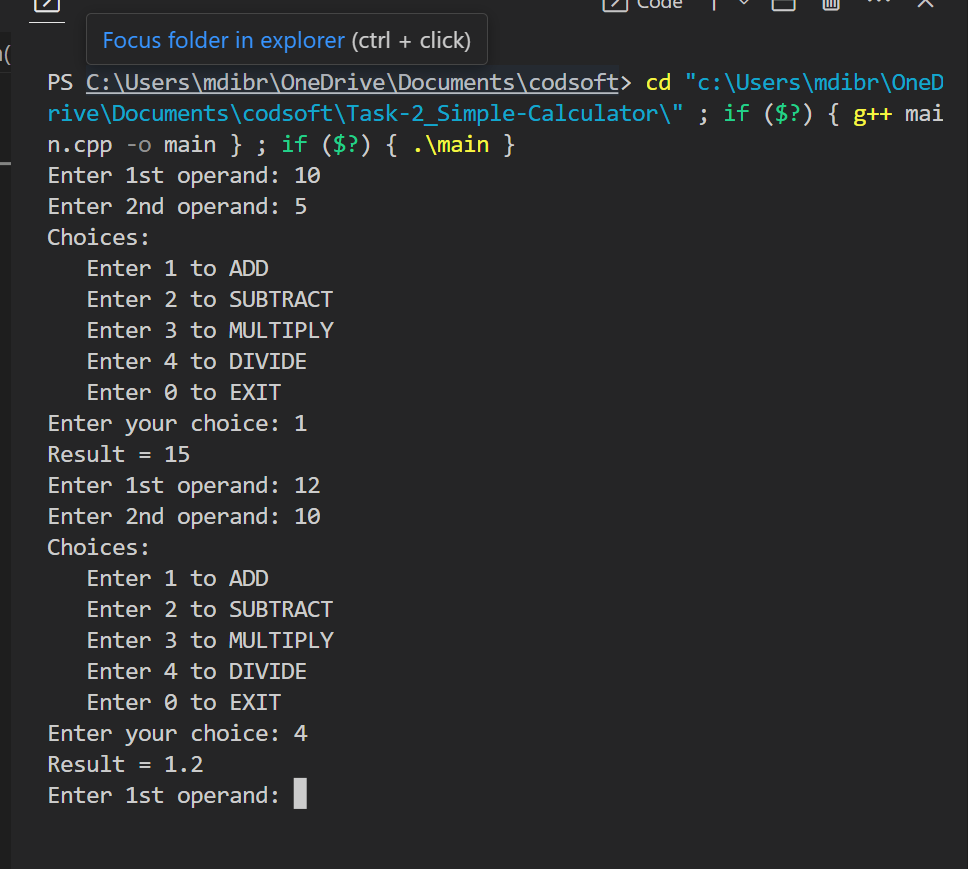 Code
Focus folder in explorer (ctrl + click)
PS C:\Users\mdibr\OneDrive\Documents\codsoft> cd "c:\Users\mdibr\OneD
rive\Documents\codsoft\Task-2_Simple-Calculator\" ; if ($?) { g++ mai
n.cpp -o main } ; if ($?) { .\main }
Enter 1st operand: 10
Enter 2nd operand: 5
Choices:
   Enter 1 to ADD
   Enter 2 to SUBTRACT
   Enter 3 to MULTIPLY
   Enter 4 to DIVIDE
   Enter 0 to EXIT
Enter your choice: 1
Result = 15
Enter 1st operand: 12
Enter 2nd operand: 10
Choices:
   Enter 1 to ADD
   Enter 2 to SUBTRACT
   Enter 3 to MULTIPLY
   Enter 4 to DIVIDE
   Enter 0 to EXIT
Enter your choice: 4
Result = 1.2
Enter 1st operand: